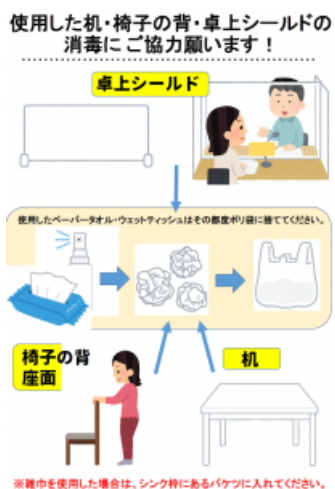 使用した机・椅子の背・卓上シールドの
消毒にご協力願います！
卓上シールド
使用したペーパータオル・ウェットティッシュはその都度ポリ袋に捨ててください。
椅子の背
座面
机
※雑巾を使用した場合は、シンク枠にあるバケツに入れてください。